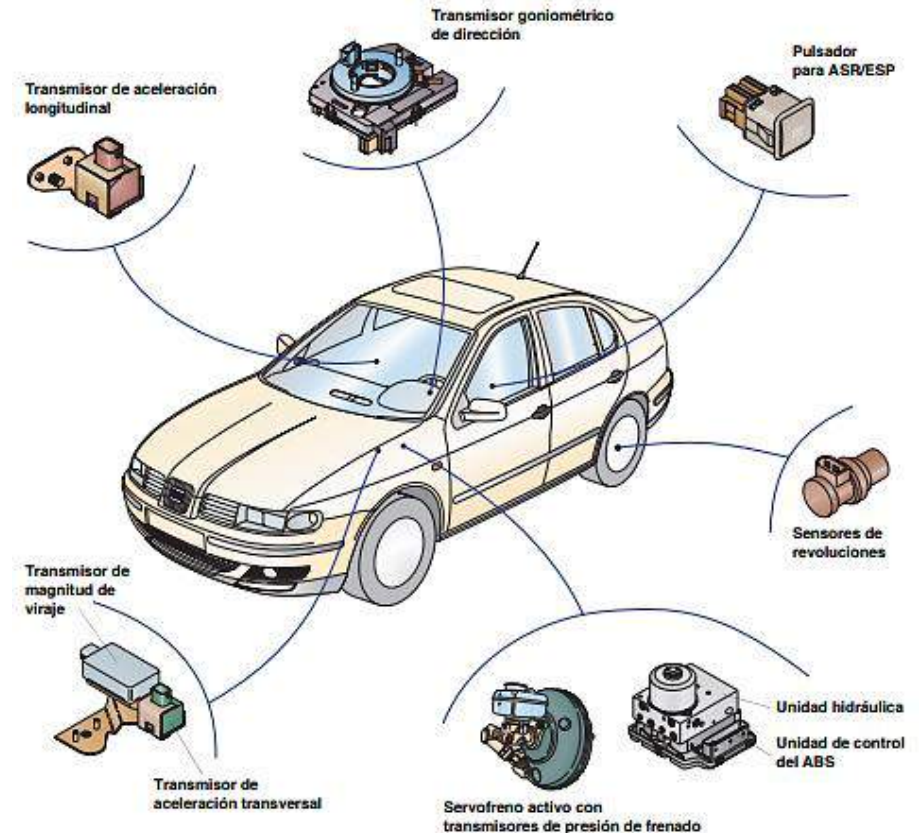 Transmisor goniométrico
de dirección
Pulsador
para ASR/ESP
Transmisor de aceleración
longitudinal
Sensores de
revoluciones
Transmisor de
magnitud de
viraje
Unidad hidráulica
Unidad de control
del ABS
Transmisor de
aceleración transversal
Servofreno activo con
transmisores de presión de frenado